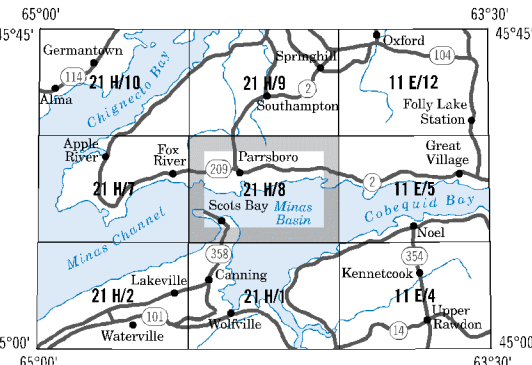 65°00'
63°30'
45°45'
45°45'
Germantown
Chignecto Bay
Springhill
Oxford
104
114
21 H/10
21 H/9
2
11 E/12
Alma
Southampton
Folly Lake
Station
Apple
River
Fox
River
209
Parrsboro
Great
Village
2
21 H/7
21 H/8
11 E/5
Scots Bay
Minas
Basin
Cobequid Bay
Minas Channel
Noel
358
354
Lakeville
Canning
Kennetcook
21 H/2
21 H/1
11 E/4
101
Waterville
Wolfville
14
Upper
Rawdon
5°00'
45°00'
65°00'
63°30'